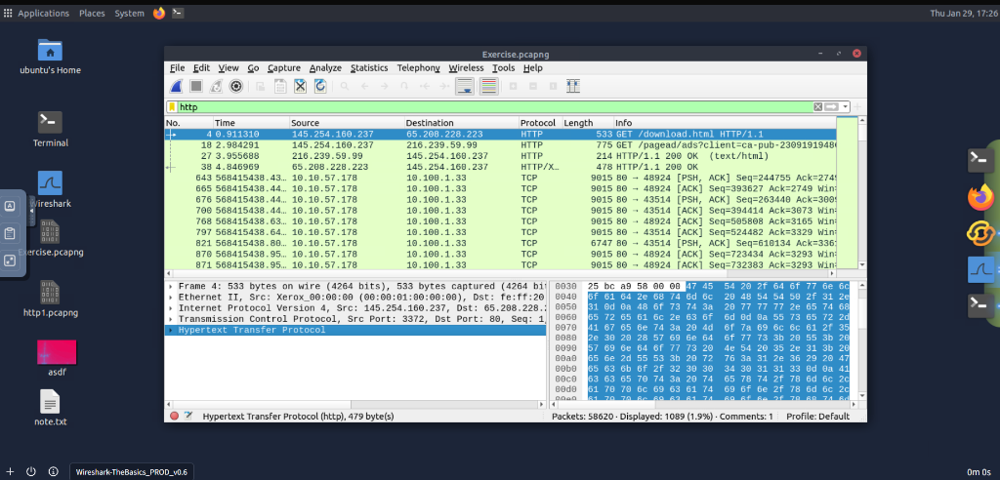 Applications Places System
Thu Jan 29, 17:26
ubuntu's Home
Terminal
Wireshark
Exercise.pcapng
http1.pcapng
asdf
note.txt
Exercise.pcapng
File Edit View Go Capture Analyze Statistics Telephony Wireless Tools Help
http
No. Time Source Destination Protocol Length Info
4 0.911310 145.254.160.237 65.208.228.223 HTTP 533 GET /download.html HTTP/1.1
18 2.984291 145.254.160.237 216.239.59.99 HTTP 775 GET /pagead/ads?client=ca-pub-2309191948
27 3.955688 216.239.59.99 145.254.160.237 HTTP 214 HTTP/1.1 200 OK (text/html)
38 4.846969 65.208.228.223 145.254.160.237 HTTP/X… 478 HTTP/1.1 200 OK
643 568415438.43… 10.10.57.178 10.100.1.33 TCP 9015 80 → 48924 [PSH, ACK] Seq=244755 Ack=2749
665 568415438.44… 10.10.57.178 10.100.1.33 TCP 9015 80 → 48924 [PSH, ACK] Seq=393627 Ack=2749 Win=
676 568415438.44… 10.10.57.178 10.100.1.33 TCP 9015 80 → 43514 [PSH, ACK] Seq=263440 Ack=3009
700 568415438.44… 10.10.57.178 10.100.1.33 TCP 9015 80 → 43514 [ACK] Seq=394414 Ack=3073 Win=
768 568415438.63… 10.10.57.178 10.100.1.33 TCP 9015 80 → 48924 [ACK] Seq=505808 Ack=3165 Win=
797 568415438.64… 10.10.57.178 10.100.1.33 TCP 9015 80 → 43514 [ACK] Seq=524482 Ack=3329 Win=
821 568415438.80… 10.10.57.178 10.100.1.33 TCP 6747 80 → 43514 [PSH, ACK] Seq=610134 Ack=336
870 568415438.95… 10.10.57.178 10.100.1.33 TCP 9015 80 → 48924 [ACK] Seq=723434 Ack=3293 Win=
871 568415438.95… 10.10.57.178 10.100.1.33 TCP 9015 80 → 48924 [ACK] Seq=732383 Ack=3293 Win=
Frame 4: 533 bytes on wire (4264 bits), 533 bytes captured (4264 bit
Ethernet II, Src: Xerox_00:00:00 (00:00:01:00:00:00), Dst: fe:ff:20
Internet Protocol Version 4, Src: 145.254.160.237, Dst: 65.208.228.
Transmission Control Protocol, Src Port: 3372, Dst Port: 80, Seq: 1
Hypertext Transfer Protocol
0030 25 bc a9 58 00 00 47 45 54 20 2f 64 6f 77 6e 6c
0040 6f 61 64 2e 68 74 6d 6c 20 48 54 54 50 2f 31 2e
0050 31 0d 0a 48 6f 73 74 3a 20 77 77 77 2e 65 74 68
0060 65 72 65 61 6c 2e 63 6f 6d 0d 0a 55 73 65 72 2d
0070 41 67 65 6e 74 3a 20 4d 6f 7a 69 6c 6c 61 2f 35
0080 2e 30 20 28 57 69 6e 64 6f 77 73 3b 20 55 3b 20
0090 57 69 6e 64 6f 77 73 20 4e 54 20 35 2e 31 3b 20
00a0 65 6e 2d 55 53 3b 20 72 76 3a 31 2e 36 29 20 47
00b0 65 63 6b 6f 2f 32 30 30 34 30 31 31 33 0d 0a 41
00c0 63 63 65 70 74 3a 20 74 65 78 74 2f 78 6d 6c 2c
00d0 61 70 70 6c 69 63 61 74 69 6f 6e 2f 78 6d 6c 2c
00e0 61 70 70 6c 69 63 61 74 69 6f 6e 2f 78 68 74 6d
Hypertext Transfer Protocol (http), 479 byte(s)
Packets: 58620 · Displayed: 1089 (1.9%) · Comments: 1
Profile: Default
Wireshark-TheBasics_PROD_v0.6
0m 0s